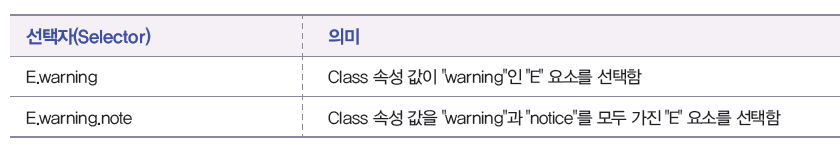 선택자(Selector) 의미
E.warning Class 속성 값이 "warning"인 "E" 요소를 선택함
E.warning.note Class 속성 값을 "warning"과 "notice"를 모두 가진 "E" 요소를 선택함